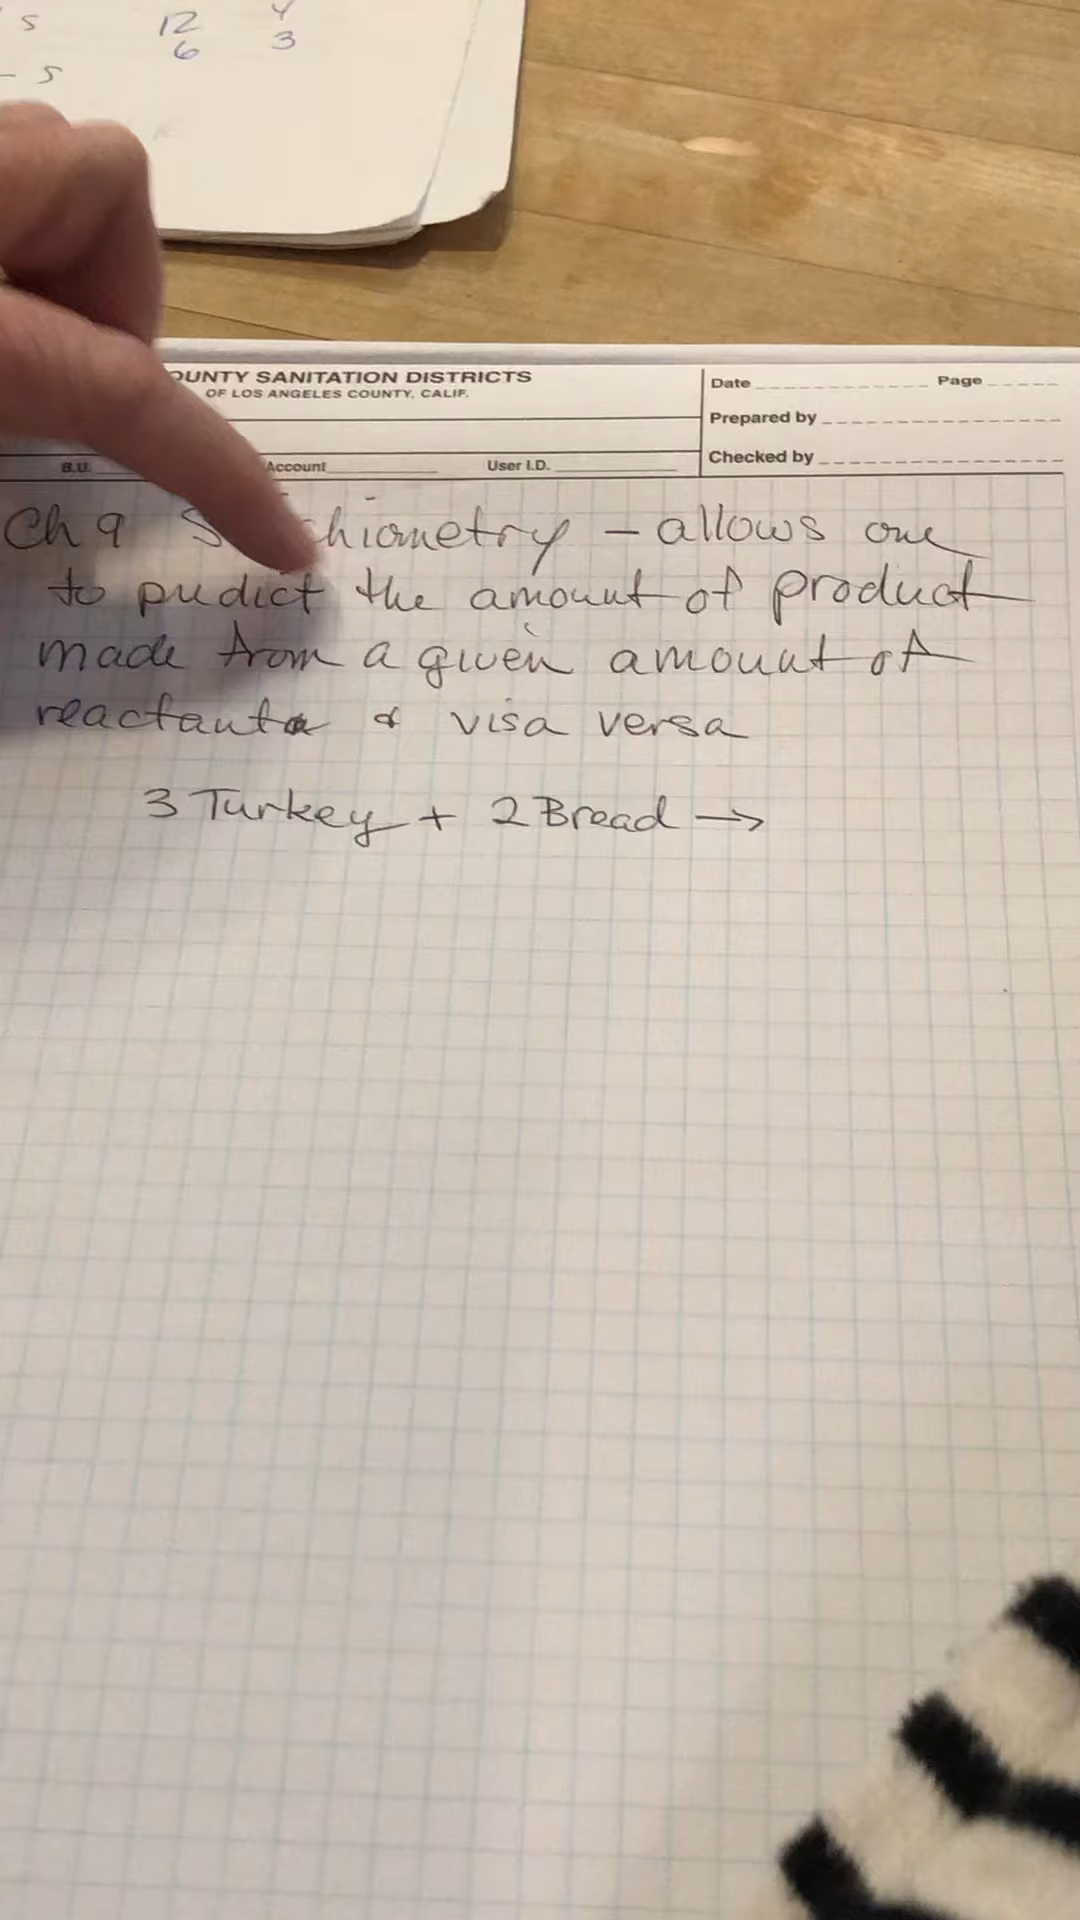 s 12 4
6 3
- s
OUNTY SANITATION DISTRICTS
OF LOS ANGELES COUNTY, CALIF.
Date Page
Prepared by
B.U. Account User I.D.
Checked by
Ch 9 S chiometry - allows one
to predict the amount of product
made from a given amount of
reactant & visa versa
3 Turkey + 2 Bread →